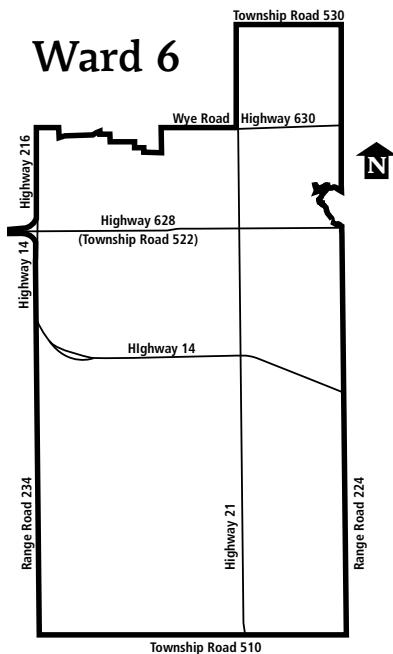 Township Road 530
Ward 6
Wye Road
Highway 630
Highway 216
N
Highway 628
(Township Road 522)
Highway 14
HIghway 14
Range Road 234
Highway 21
Range Road 224
Township Road 510